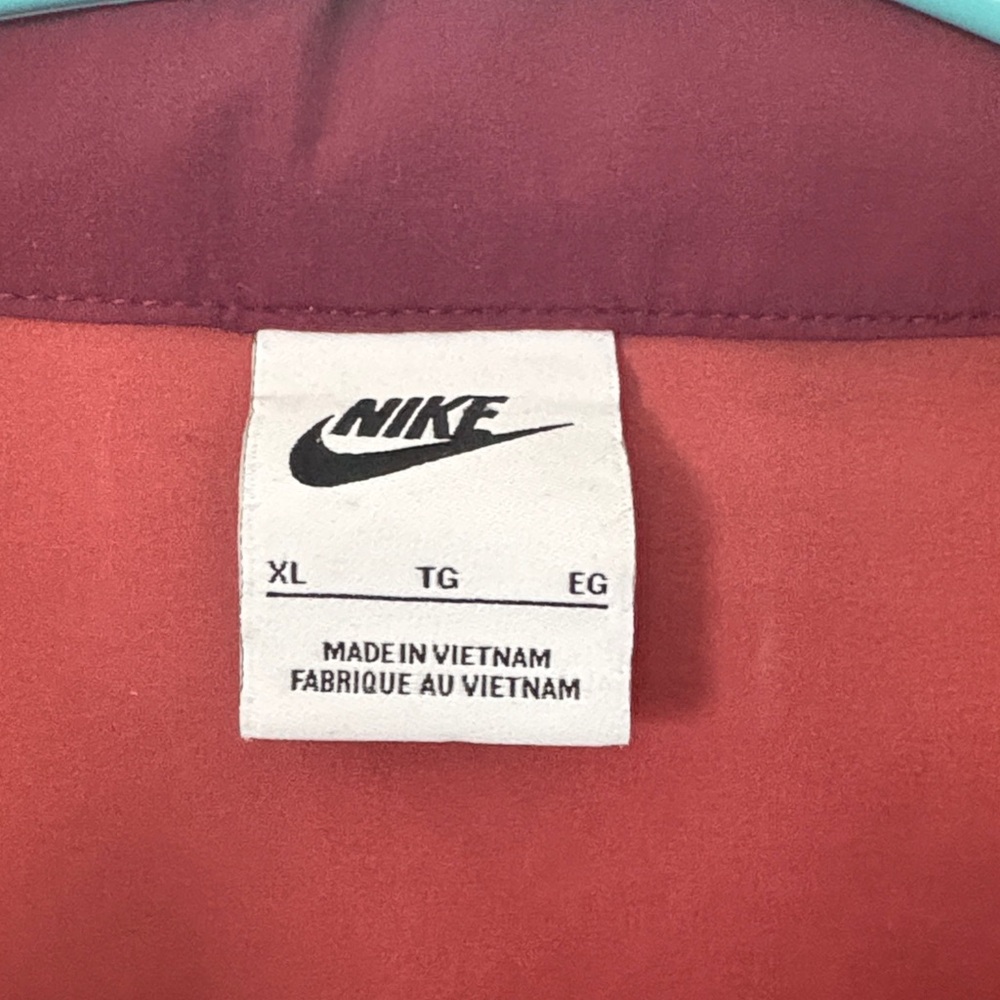 NIKE
XL TG EG
MADE IN VIETNAM
FABRIQUE AU VIETNAM